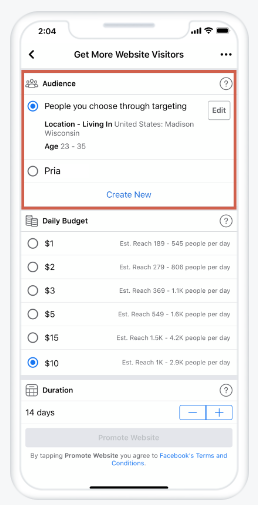 2:04
Get More Website Visitors
Audience
?
People you choose through targeting
Edit
Location - Living In United States: Madison
Wisconsin
Age 23 - 35
Pria
Create New
Daily Budget
?
$1 Est. Reach 189 - 545 people per day
$2 Est. Reach 279 - 808 people per day
$3 Est. Reach 369 - 1.1K people per day
$5 Est. Reach 549 - 1.6K people per day
$15 Est. Reach 1.5K - 4.2K people per day
$10 Est. Reach 1K - 2.9K people per day
Duration
?
14 days
Promote Website
By tapping Promote Website you agree to Facebook's Terms and
Conditions.